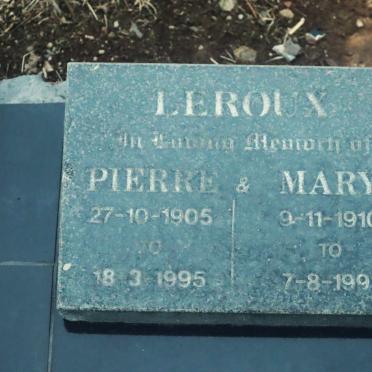 LEROUX
In Loving Memory of
PIERRE & MARY
27-10-1905 9-11-1910
TO TO
18-3-1995 7-8-199